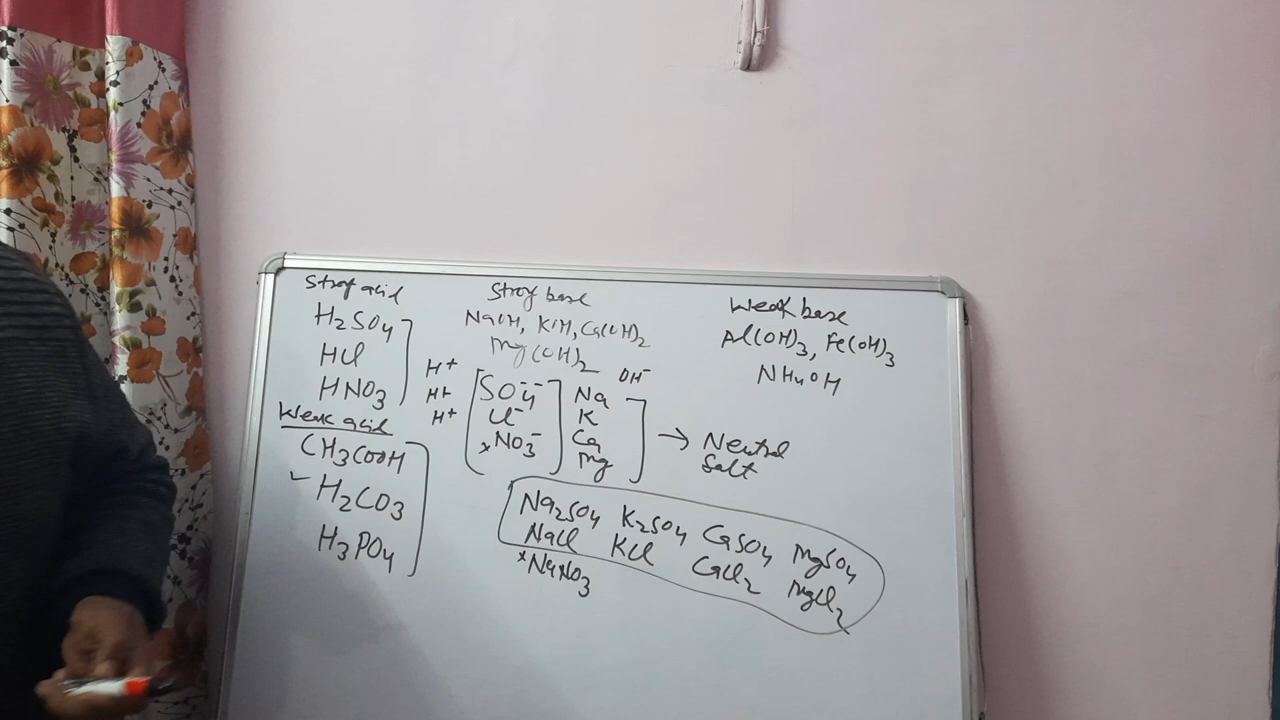 Strong acid
H2SO4
HCl
HNO3
Weak acid
CH3COOH
H2CO3
H3PO4
H+
H+
H+
Strong base
NaOH, KOH, Ca(OH)2
Mg(OH)2
OH-
SO4-- Na
Cl- K
xNO3- Ca
Mg
→ Neutral
Salt
Weak base
Al(OH)3, Fe(OH)3
NH4OH
Na2SO4 K2SO4 CaSO4 MgSO4
NaCl KCl CaCl2 MgCl2
xNaNO3